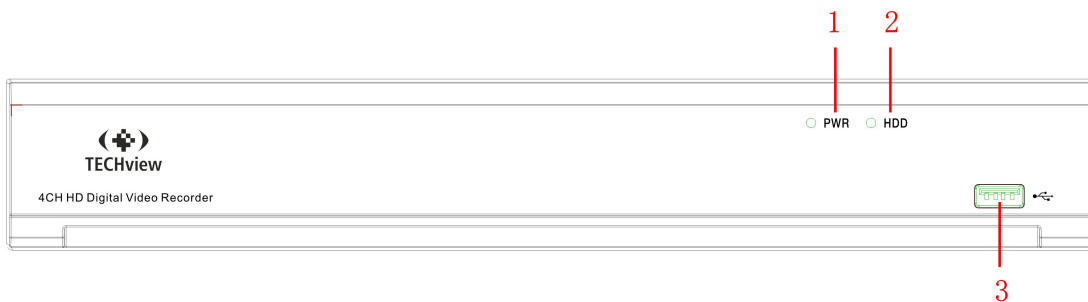 1 2
PWR HDD
TECHview
4CH HD Digital Video Recorder
3